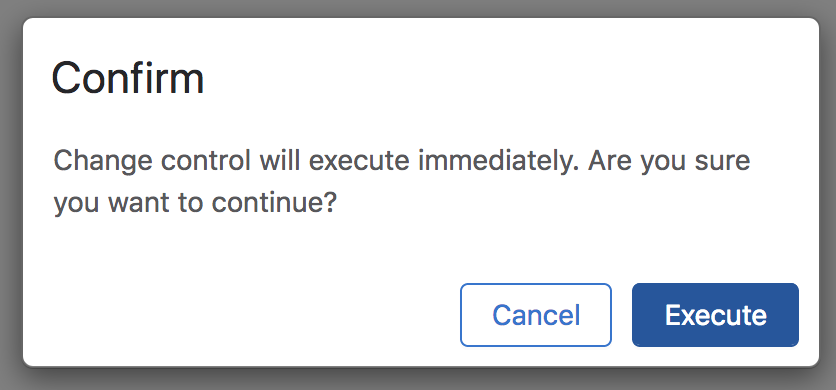 Confirm
Change control will execute immediately. Are you sure
you want to continue?
Cancel
Execute